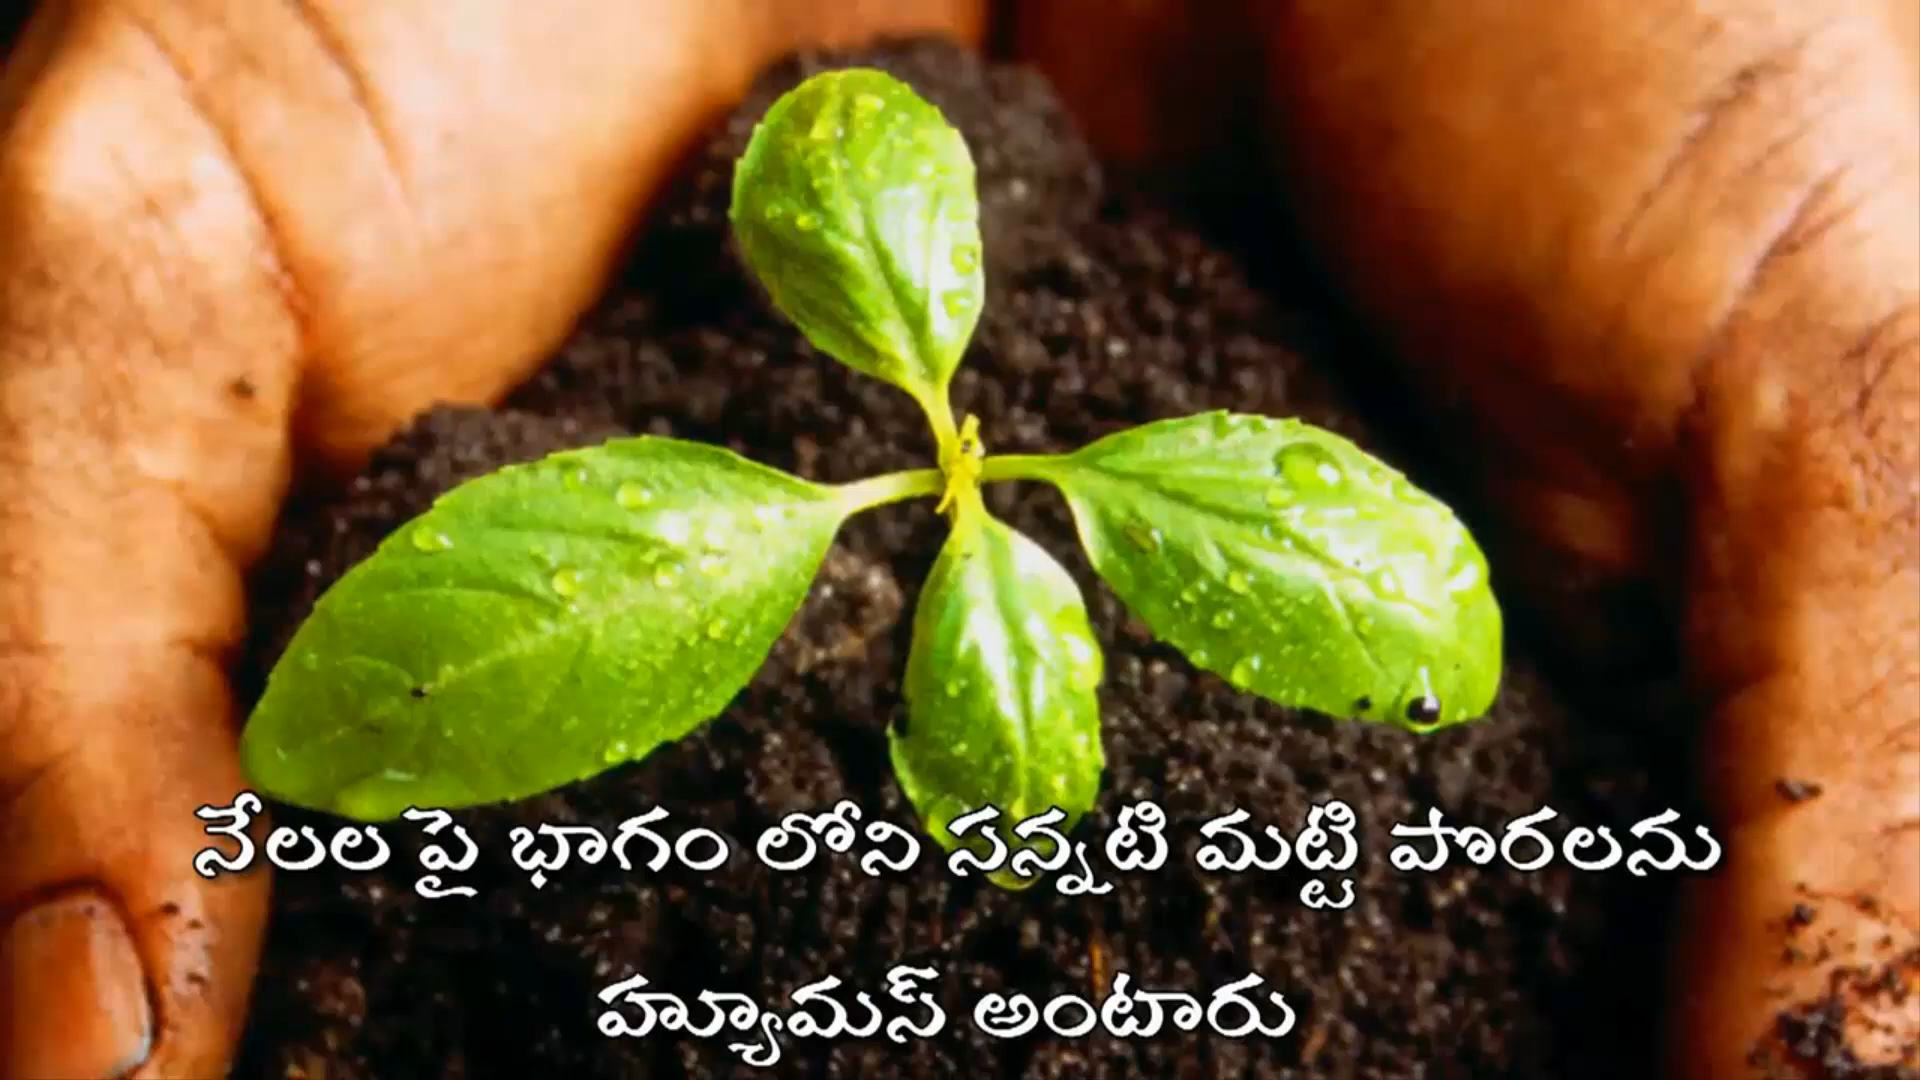 నేలల పై భాగం లోని సన్నటి మట్టి పొరలను
హ్యూమస్ అంటారు